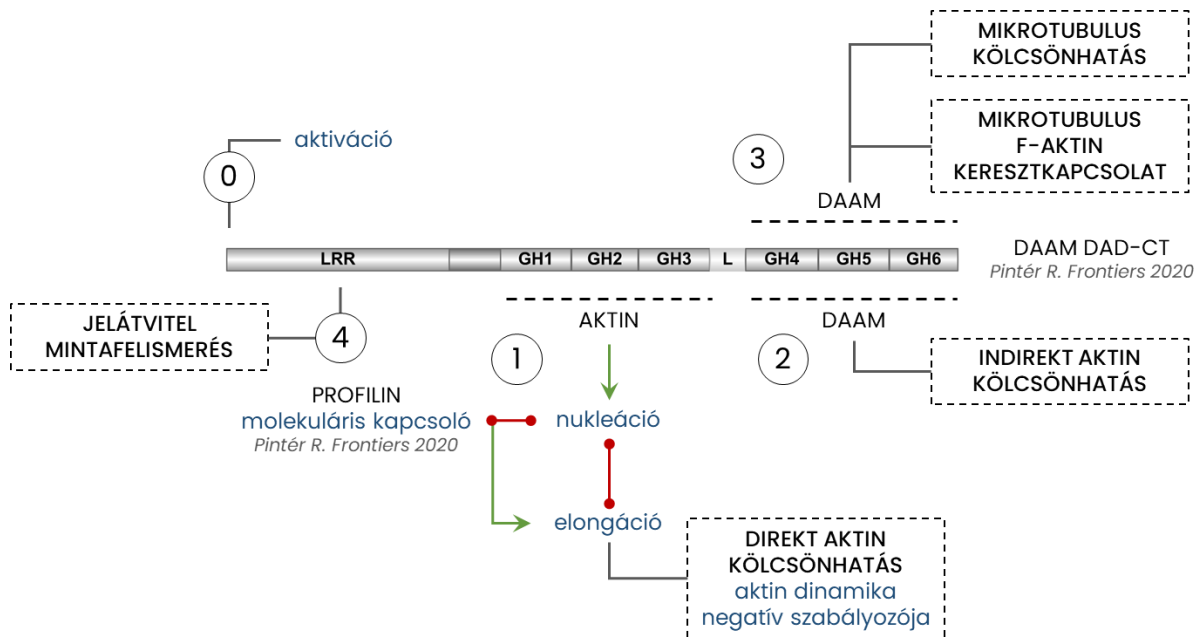 MIKROTUBULUS
KÖLCSÖNHATÁS
MIKROTUBULUS
F-AKTIN
KERESZTKAPCSOLAT
aktiváció
0
3
DAAM
LRR
GH1
GH2
GH3
L
GH4
GH5
GH6
DAAM DAD-CT
Pintér R. Frontiers 2020
JELÁTVITEL
MINTAFELISMERÉS
4
AKTIN
DAAM
1
2
INDIREKT AKTIN
KÖLCSÖNHATÁS
PROFILIN
molekuláris kapcsoló
Pintér R. Frontiers 2020
nukleáció
elongáció
DIREKT AKTIN
KÖLCSÖNHATÁS
aktin dinamika
negatív szabályozója